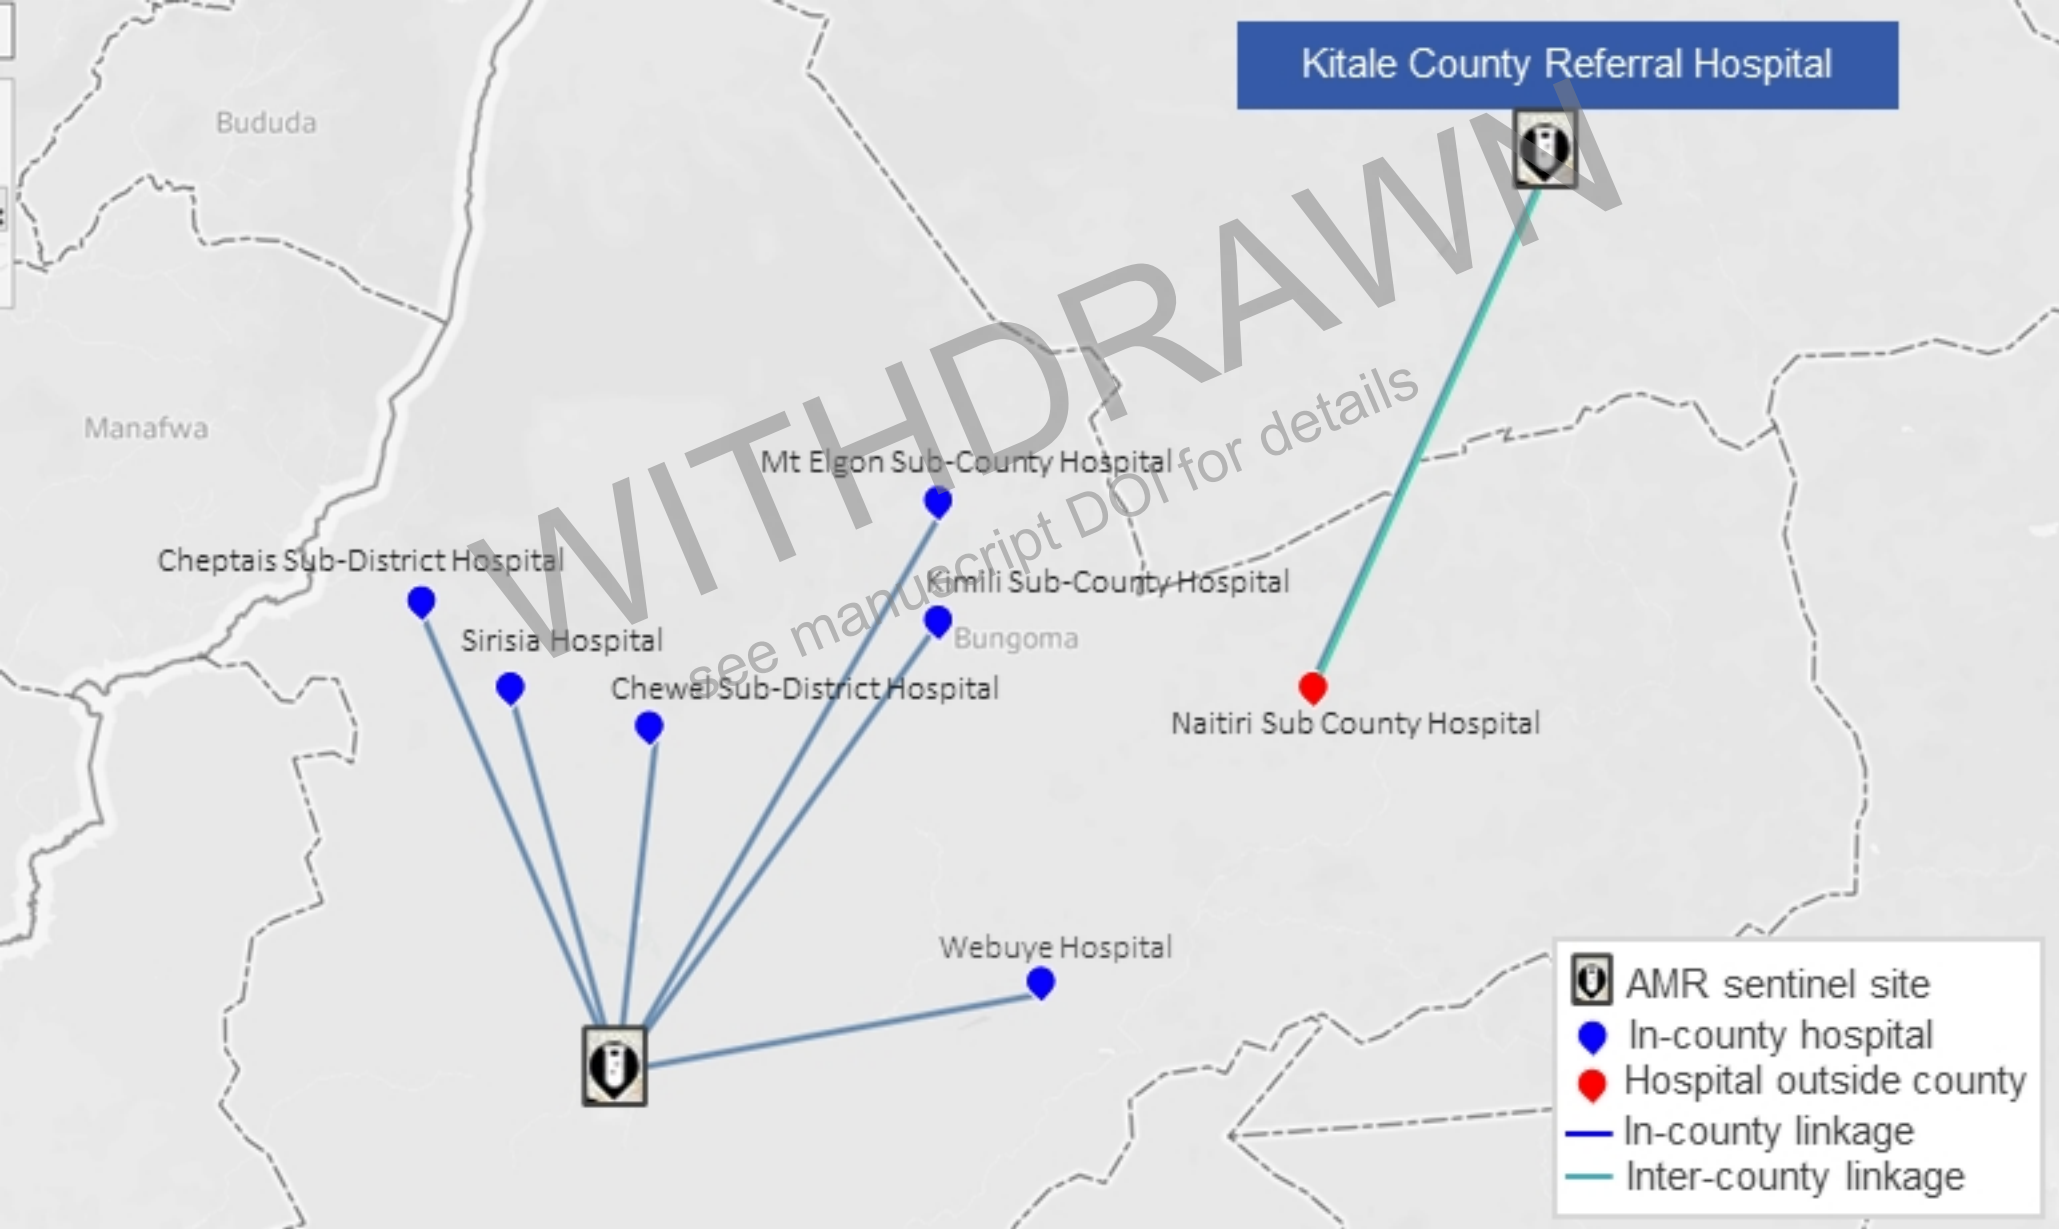 Kitale County Referral Hospital
Bududa
WITHDRAWN
see manuscript DOI for details
Manafwa
Mt Elgon Sub-County Hospital
Cheptais Sub-District Hospital
Kimili Sub-County Hospital
Sirisia Hospital
Bungoma
Chewel Sub-District Hospital
Naitiri Sub County Hospital
Webuye Hospital
AMR sentinel site
In-county hospital
Hospital outside county
In-county linkage
Inter-county linkage